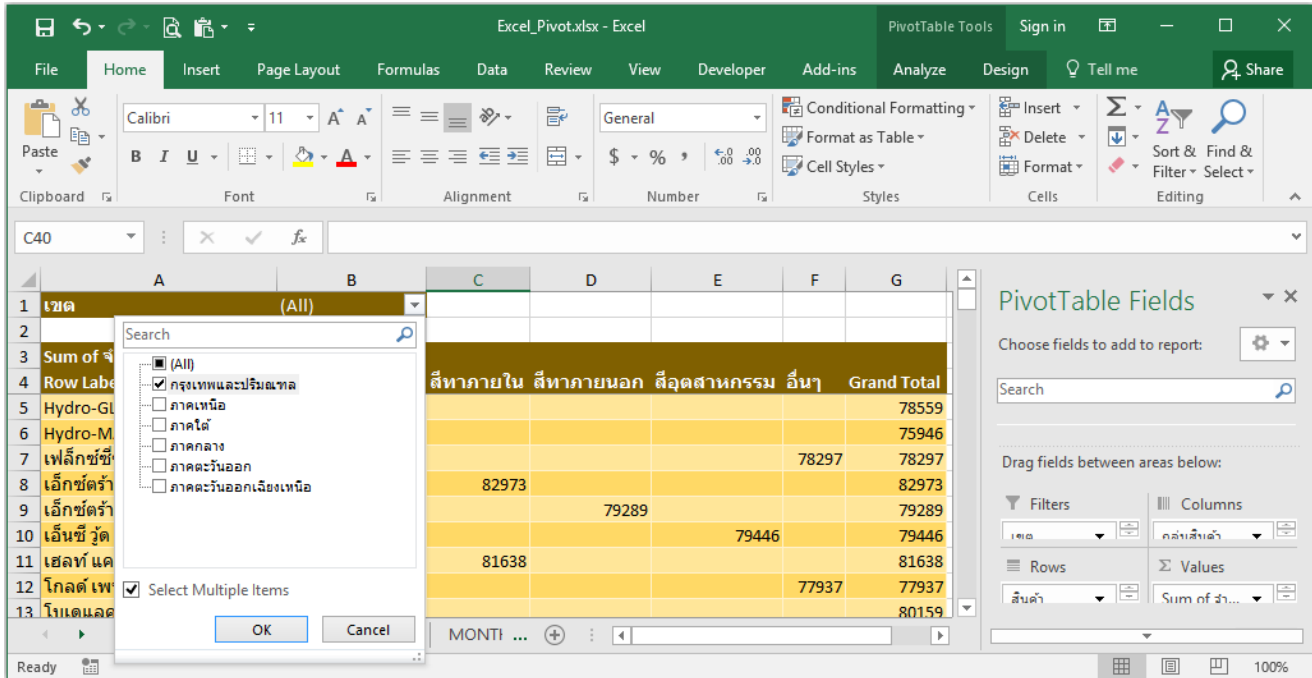 Excel_Pivot.xlsx - Excel PivotTable Tools Sign in
File Home Insert Page Layout Formulas Data Review View Developer Add-ins Analyze Design Tell me Share
Paste
Calibri 11
B I U A
General
$ % ,
Conditional Formatting
Format as Table
Cell Styles
Insert
Delete
Format
Sort & Filter
Find & Select
Clipboard Font Alignment Number Styles Cells Editing
C40 fx
A B C D E F G
1 เขต (All)
2
3 Sum of
4 Row สีทาภายใน สีทาภายนอก สีอุตสาหกรรม อื่นๆ Grand Total
5 78559
6 75946
7 78297 78297
8 เอ็กซ์ตร้า 82973 82973
9 เอ็กซ์ตร้า 79289 79289
10 เอ็นซี วู้ด 79446 79446
11 เฮลท์ 81638 81638
12 โกลด์ 77937 77937
13 80159
Search
(All)
กรุงเทพและปริมณฑล
ภาคเหนือ
ภาคใต้
ภาคกลาง
ภาคตะวันออก
ภาคตะวันออกเฉียงเหนือ
Select Multiple Items
OK Cancel
PivotTable Fields
Choose fields to add to report:
Search
Drag fields between areas below:
Filters Columns
เขต กลุ่มสินค้า
Rows Σ Values
สินค้า Sum of จำ...
MONTH ...
Ready 100%